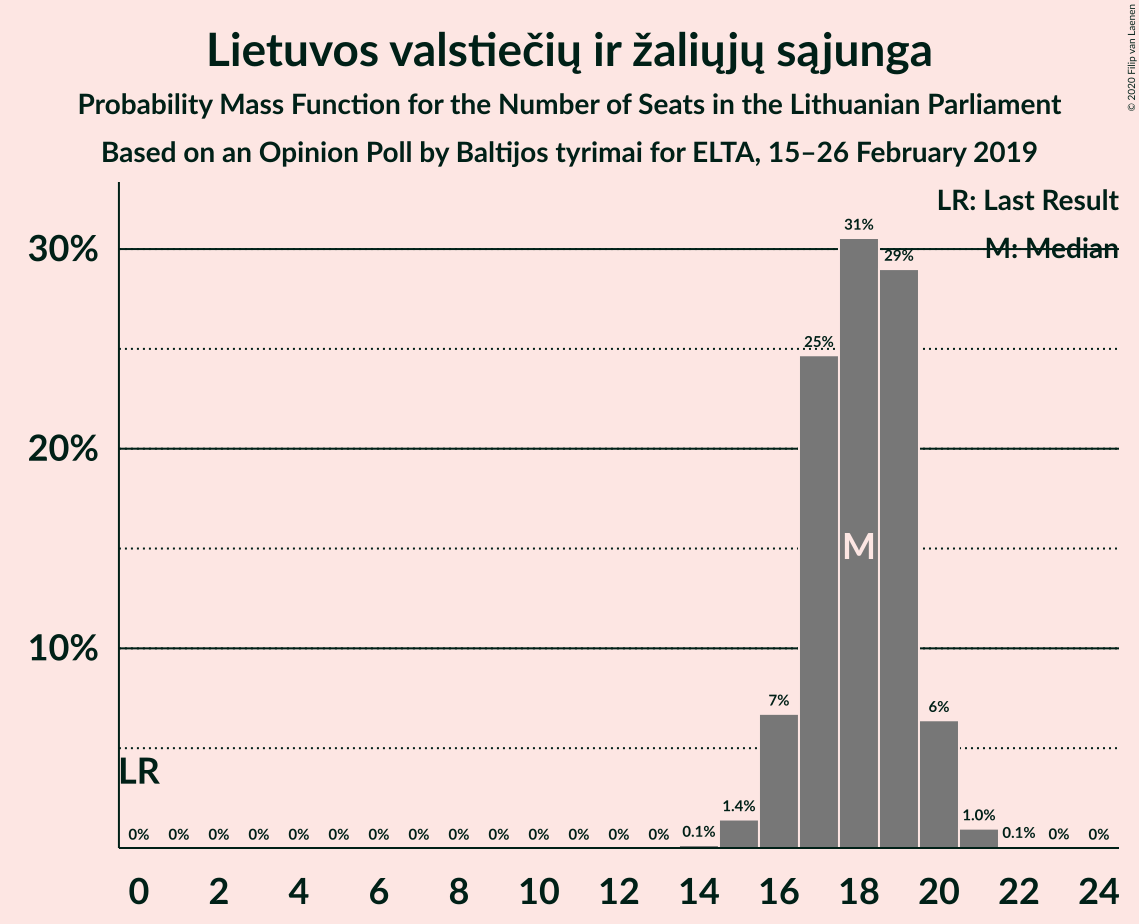 Lietuvos valstiečių ir žaliųjų sąjunga
Probability Mass Function for the Number of Seats in the Lithuanian Parliament
Based on an Opinion Poll by Baltijos tyrimai for ELTA, 15–26 February 2019
© 2020 Filip van Laenen
LR: Last Result
M: Median
30%
20%
10%
31%
29%
25%
M
7%
6%
LR
1.4%
1.0%
0% 0% 0% 0% 0% 0% 0% 0% 0% 0% 0% 0% 0% 0% 0.1% 0.1% 0% 0%
0 2 4 6 8 10 12 14 16 18 20 22 24